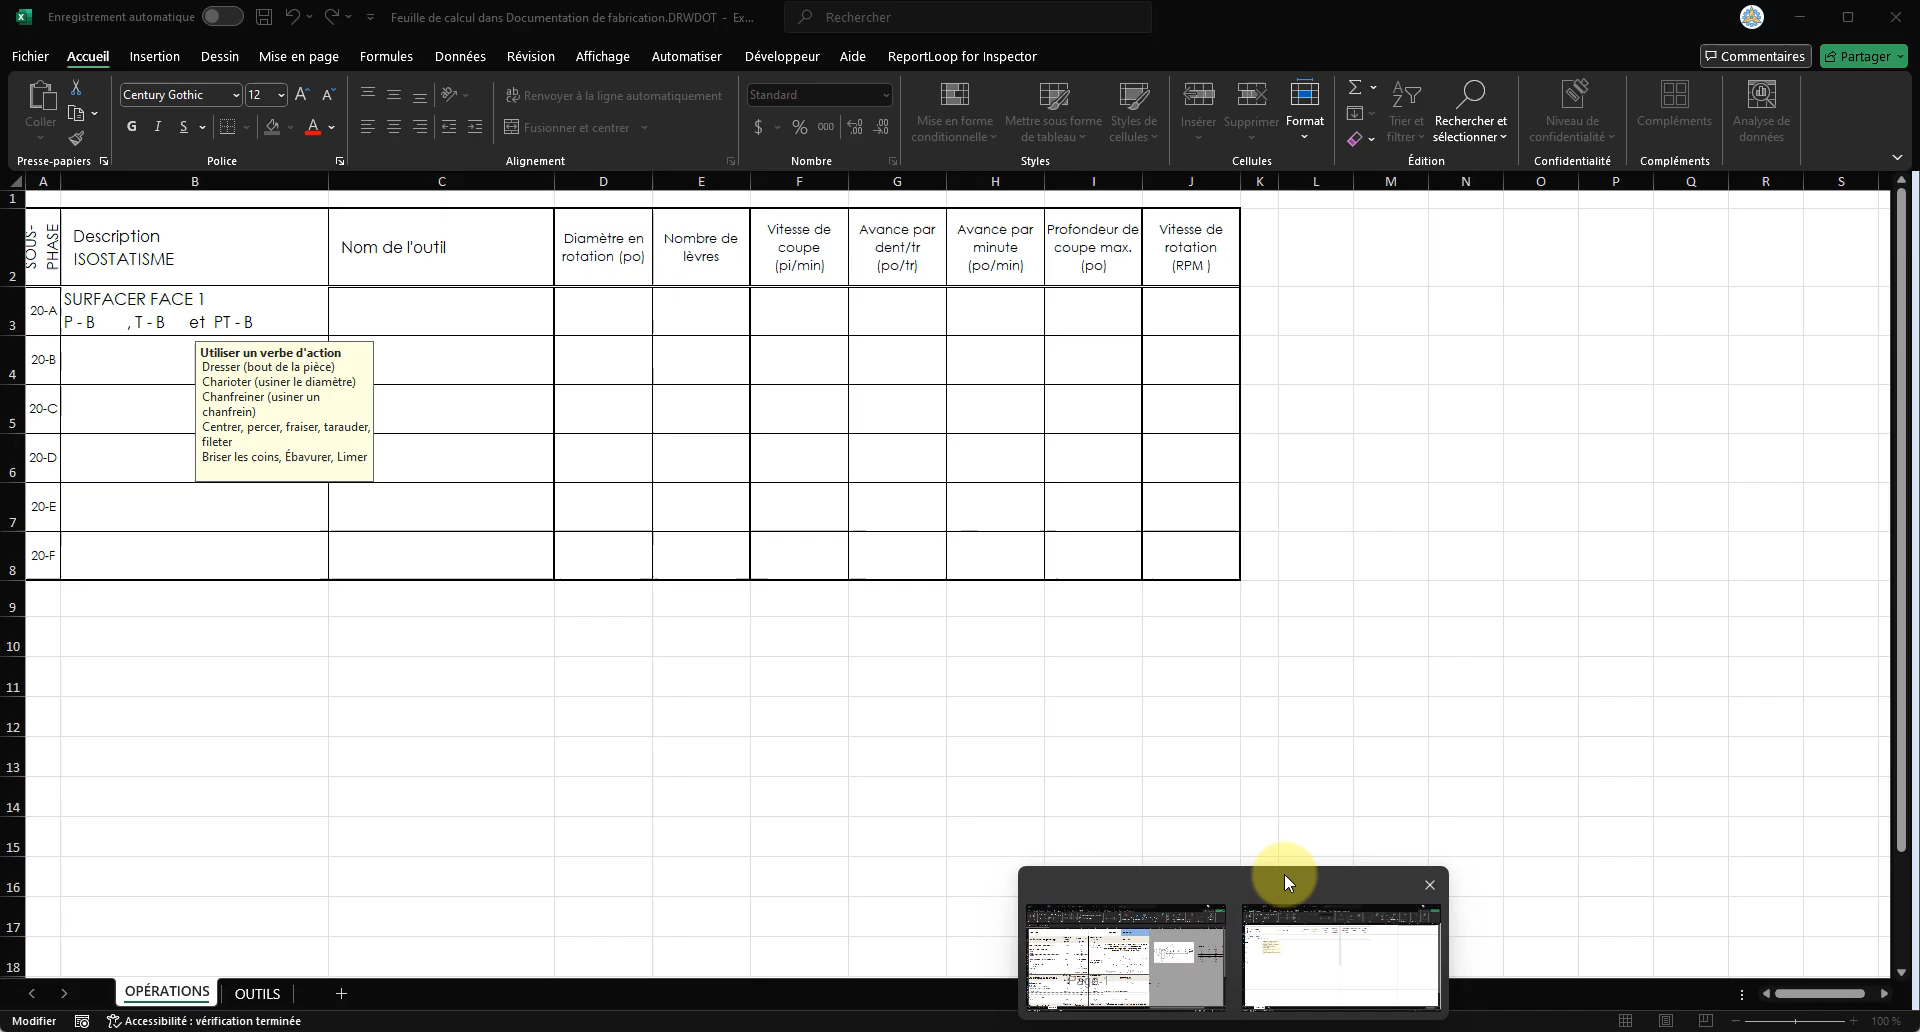 Enregistrement automatique
Feuille de calcul dans Documentation de fabrication.DRWDOT - Ex...
Rechercher
Fichier Accueil Insertion Dessin Mise en page Formules Données Révision Affichage Automatiser Développeur Aide ReportLoop for Inspector
Commentaires
Partager
Coller
Presse-papiers
Century Gothic 12
G I S
Police
Renvoyer à la ligne automatiquement
Fusionner et centrer
Alignement
Standard
$ % 000
Nombre
Mise en forme
conditionnelle
Mettre sous forme
de tableau
Styles de
cellules
Styles
Insérer
Supprimer
Format
Cellules
Trier et
filtrer
Rechercher et
sélectionner
Édition
Niveau de
confidentialité
Confidentialité
Compléments
Compléments
Analyse de
données
A B C D E F G H I J K L M N O P Q R S
1
2
SOUS-
PHASE
Description
ISOSTATISME
Nom de l'outil
Diamètre en
rotation (po)
Nombre de
lèvres
Vitesse de
coupe
(pi/min)
Avance par
dent/tr
(po/tr)
Avance par
minute
(po/min)
Profondeur de
coupe max.
(po)
Vitesse de
rotation
(RPM )
3
20-A
SURFACER FACE 1
P - B , T - B et PT - B
4
20-B
Utiliser un verbe d'action
Dresser (bout de la pièce)
Charioter (usiner le diamètre)
Chanfreiner (usiner un
chanfrein)
Centrer, percer, fraiser, tarauder,
fileter
Briser les coins, Ébavurer, Limer
5
20-C
6
20-D
7
20-E
8
20-F
9
10
11
12
13
14
15
16
17
18
OPÉRATIONS OUTILS
Modifier
Accessibilité : vérification terminée
100 %